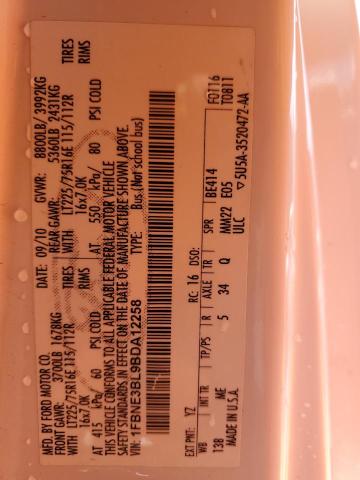 MFD. BY FORD MOTOR CO.
DATE: 09/10 GVWR: 8800LB/ 3992KG
FRONT GAWR: 3700LB 1678KG REAR GAWR: 5360LB 2431KG
WITH LT225/75R16E 115/112R TIRES WITH LT225/75R16E 115/112R TIRES
16x7.0K RIMS 16x7.0K RIMS
AT 415 kPa/ 60 PSI COLD AT 550 kPa/ 80 PSI COLD
THIS VEHICLE CONFORMS TO ALL APPLICABLE FEDERAL MOTOR VEHICLE
SAFETY STANDARDS IN EFFECT ON THE DATE OF MANUFACTURE SHOWN ABOVE.
VIN: 1FBNE3BL9BDA12258 TYPE: Bus (Not school bus)
EXT PNT: YZ RC: 16 DSO: F0116
WB INT TR TP/PS R AXLE TR SPR BE414 T0811
138 ME 5 34 Q MM22 E05
MADE IN U.S.A. ULC
5U5A-3520472-AA